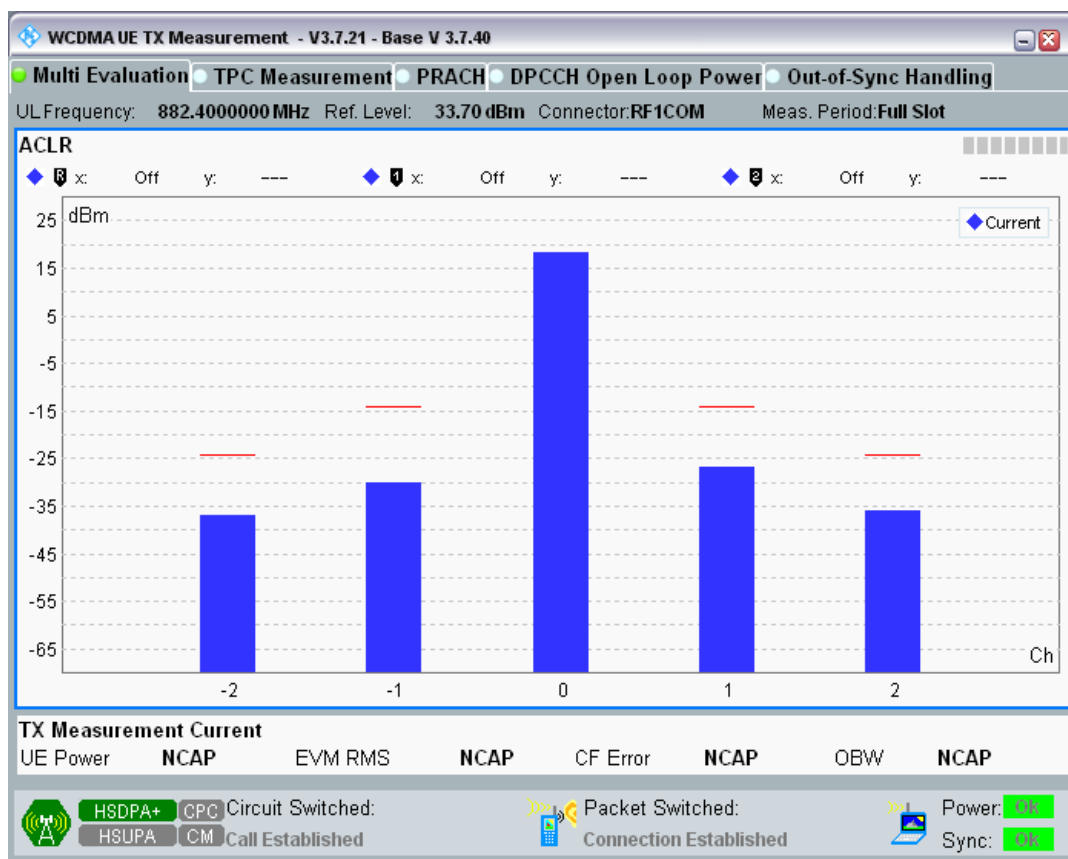 WCDMA UE TX Measurement - V3.7.21 - Base V 3.7.40
Multi Evaluation TPC Measurement PRACH DPCCH Open Loop Power Out-of-Sync Handling
UL Frequency: 882.4000000 MHz Ref. Level: 33.70 dBm Connector:RF1COM Meas. Period:Full Slot
ACLR
R x: Off y: --- 1 x: Off y: --- 2 x: Off y: ---
dBm
Current
25
15
5
-5
-15
-25
-35
-45
-55
-65
Ch
-2 -1 0 1 2
TX Measurement Current
UE Power NCAP EVM RMS NCAP CF Error NCAP OBW NCAP
HSDPA+ CPC Circuit Switched: Packet Switched: Power: Ok
HSUPA CM Call Established Connection Established Sync: Ok